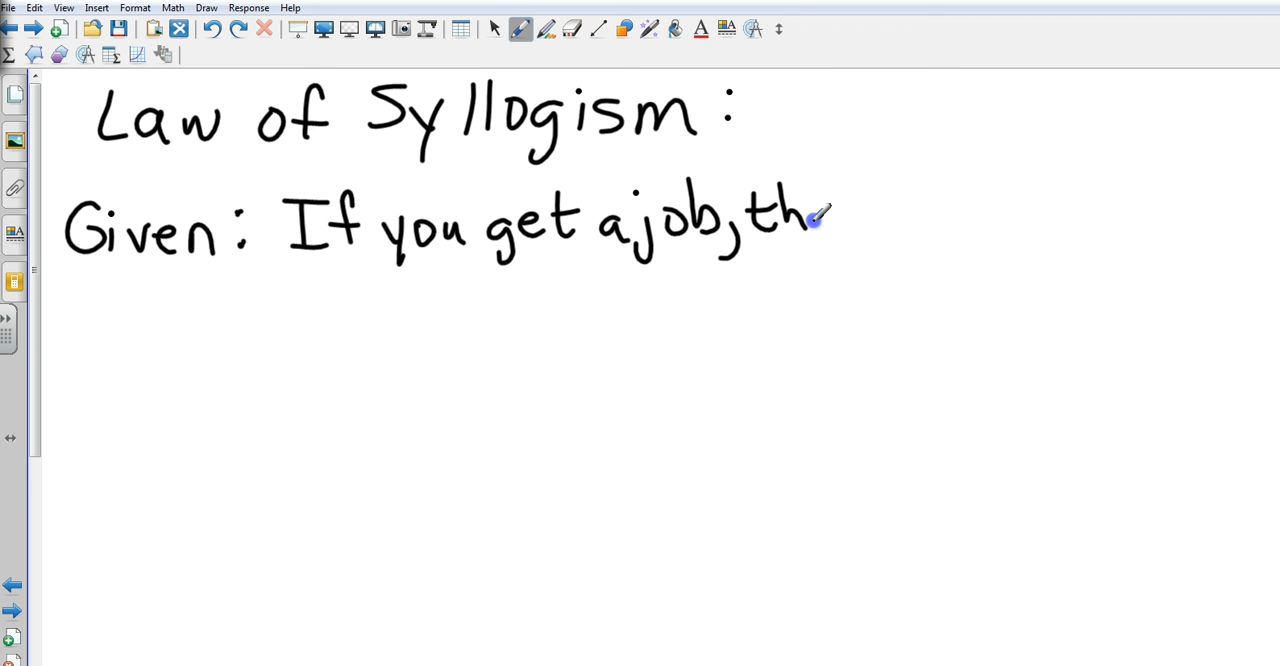 File Edit View Insert Format Math Draw Response Help
Law of Syllogism:
Given: If you get a job, th